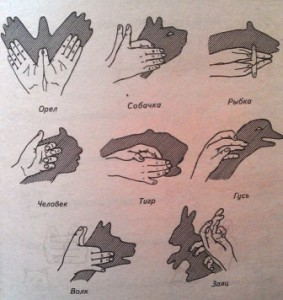 Орел
Собачка
Рыбка
Человек
Тигр
Гусь
Волк
Заяц